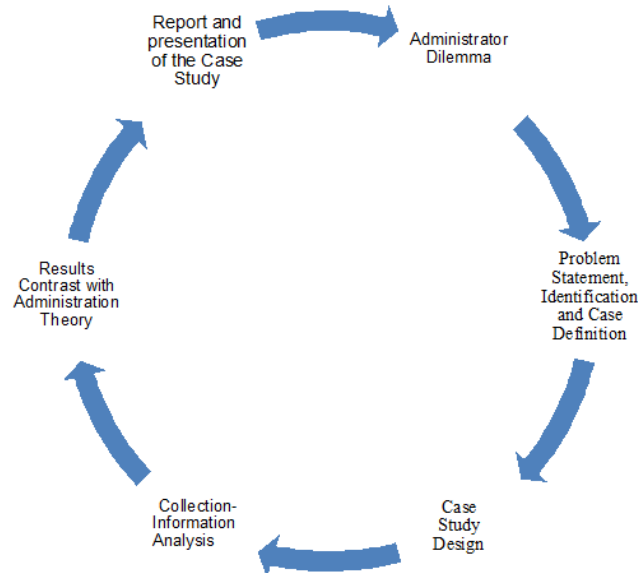 Report and
presentation
of the Case
Study
Administrator
Dilemma
Problem
Statement,
Identification
and Case
Definition
Case
Study
Design
Collection-
Information
Analysis
Results
Contrast with
Administration
Theory